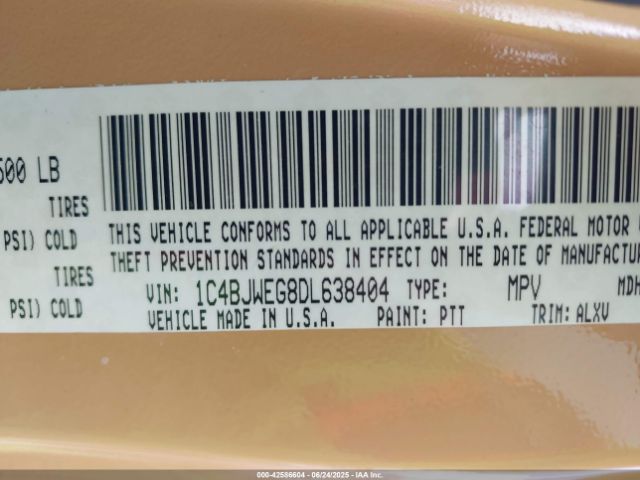 500 LB
TIRES
PSI) COLD
TIRES
PSI) COLD
THIS VEHICLE CONFORMS TO ALL APPLICABLE U.S.A. FEDERAL MOTOR
THEFT PREVENTION STANDARDS IN EFFECT ON THE DATE OF MANUFACTUR
VIN: 1C4BJWEG8DL638404 TYPE: MPV MDH
VEHICLE MADE IN U.S.A. PAINT: PTT TRIM: ALXV
000-42586604 - 06/24/2025 - IAA Inc.